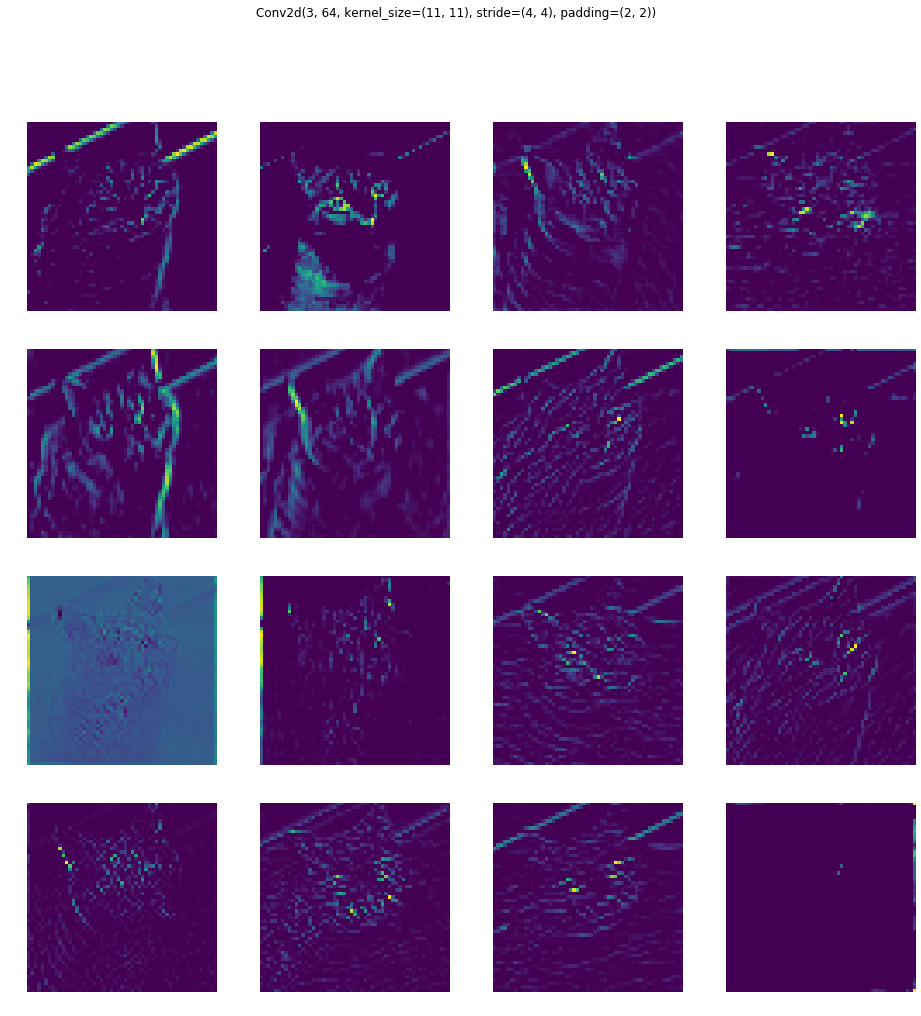 Conv2d(3, 64, kernel_size=(11, 11), stride=(4, 4), padding=(2, 2))